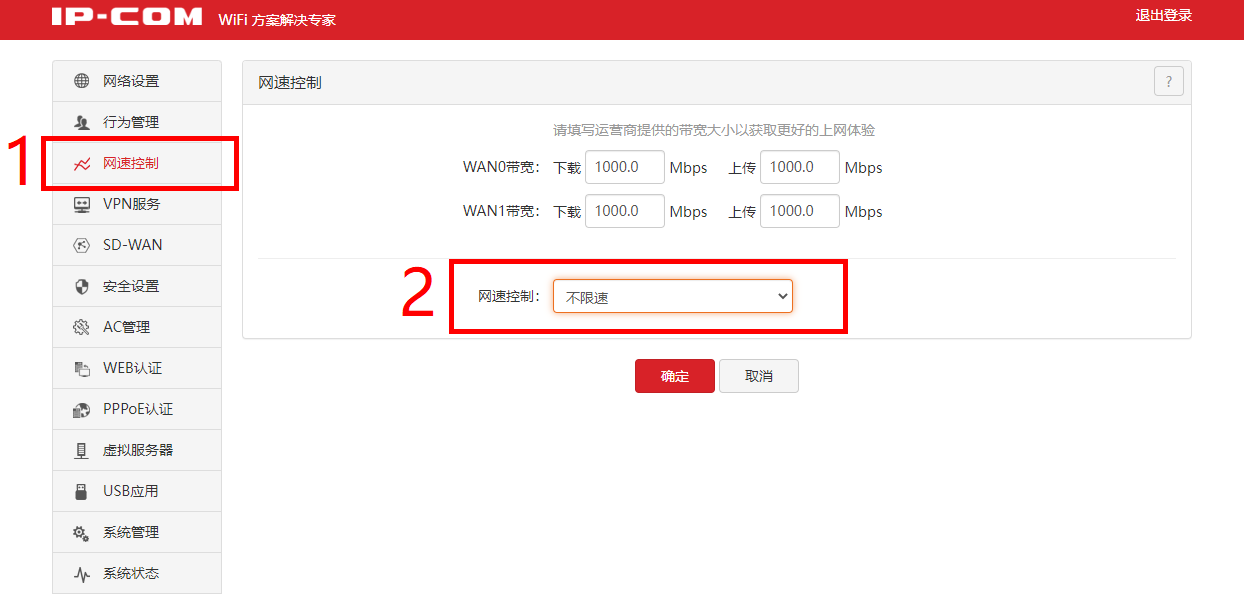 IP-COM WiFi 方案解决专家 退出登录
网络设置
行为管理
1 网速控制
VPN服务
SD-WAN
安全设置
AC管理
WEB认证
PPPoE认证
虚拟服务器
USB应用
系统管理
系统状态
网速控制 ?
请填写运营商提供的带宽大小以获取更好的上网体验
WAN0带宽： 下载 1000.0 Mbps 上传 1000.0 Mbps
WAN1带宽： 下载 1000.0 Mbps 上传 1000.0 Mbps
2 网速控制： 不限速
确定 取消